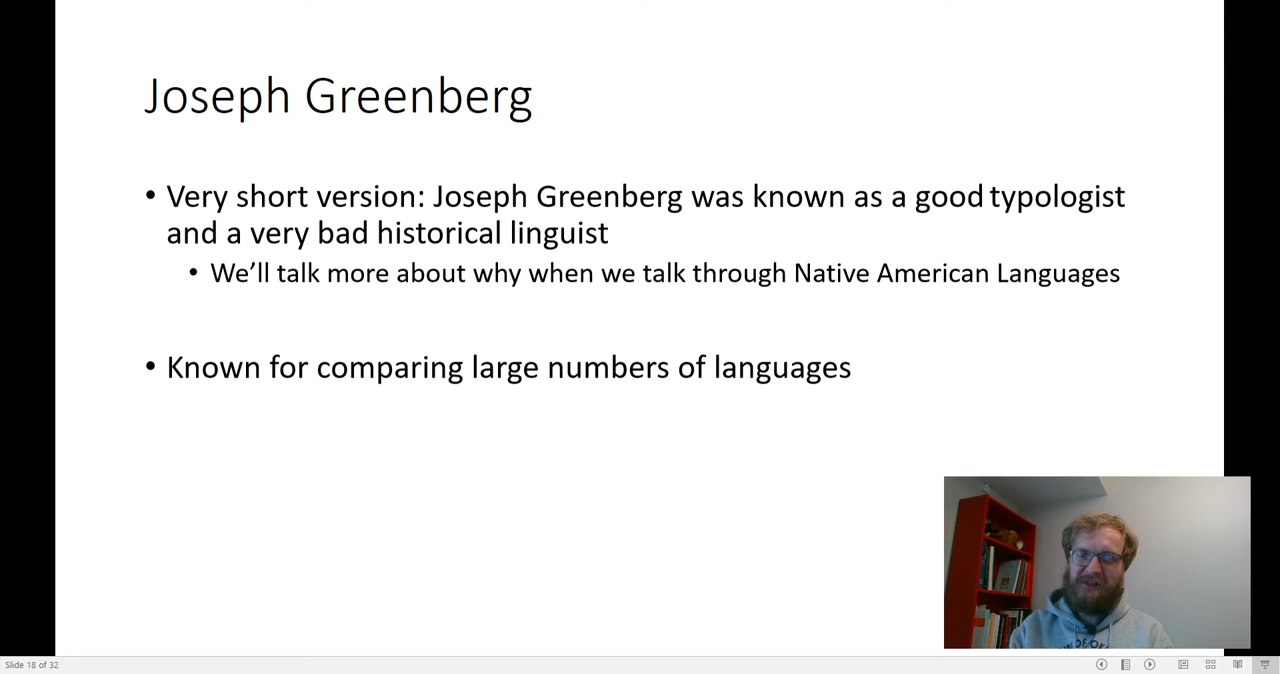 Joseph Greenberg
• Very short version: Joseph Greenberg was known as a good typologist
and a very bad historical linguist
• We’ll talk more about why when we talk through Native American Languages
• Known for comparing large numbers of languages
Slide 18 of 32